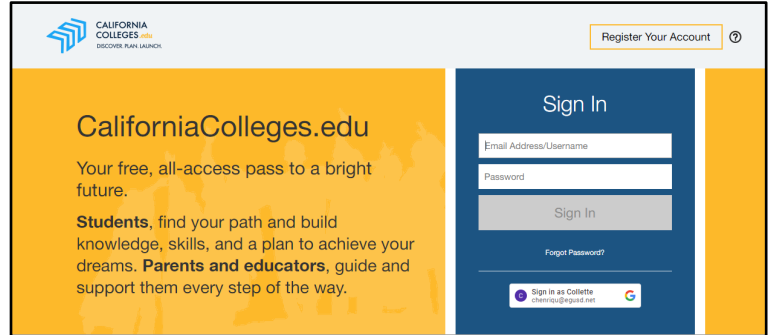 CALIFORNIA
COLLEGES.edu
DISCOVER. PLAN. LAUNCH.
Register Your Account
?
CaliforniaColleges.edu
Your free, all-access pass to a bright
future.
Students, find your path and build
knowledge, skills, and a plan to achieve your
dreams. Parents and educators, guide and
support them every step of the way.
Sign In
Email Address/Username
Password
Sign In
Forgot Password?
C
Sign in as Collette
chenriqu@egusd.net
G